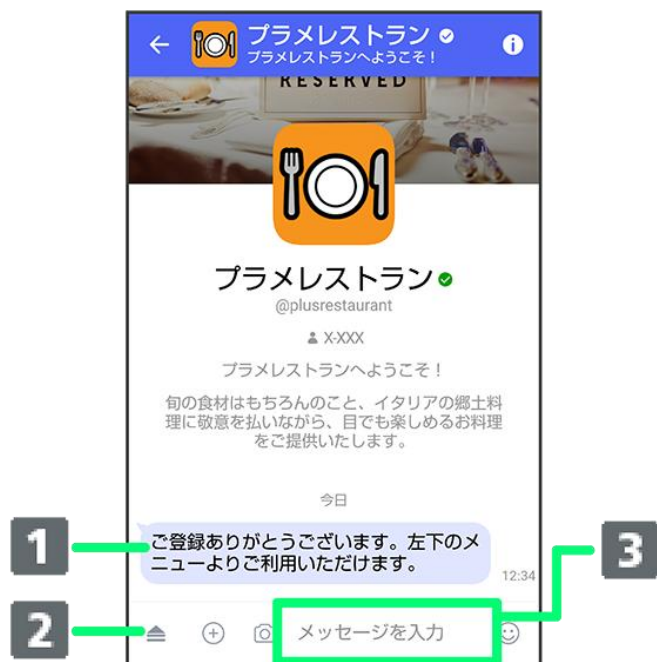 プラメレストラン
プラメレストランへようこそ！
RESERVED
プラメレストラン
@plusrestaurant
X-XXX
プラメレストランへようこそ！
旬の食材はもちろんのこと、イタリアの郷土料
理に敬意を払いながら、目でも楽しめるお料理
をご提供いたします。
今日
1
ご登録ありがとうございます。左下のメ
ニューよりご利用いただけます。
12:34
3
2
メッセージを入力